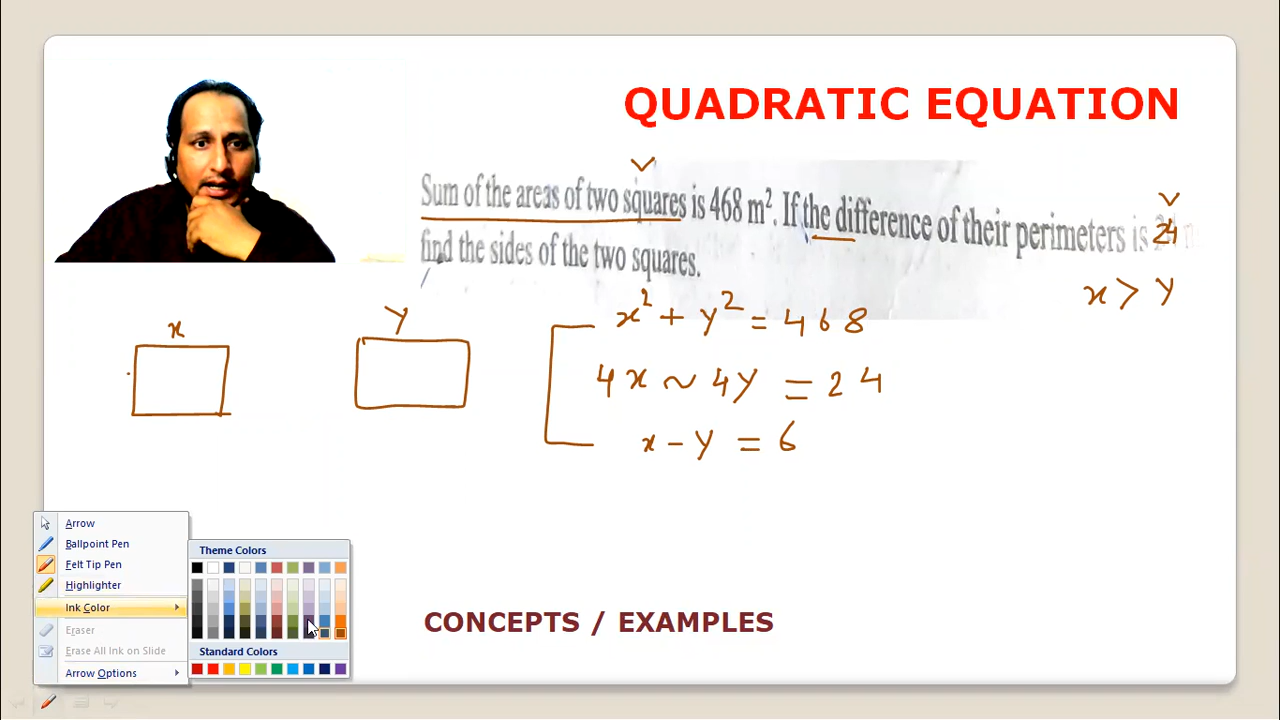 QUADRATIC EQUATION
Sum of the areas of two squares is 468 m². If the difference of their perimeters is 24
find the sides of the two squares.
x > y
x² + y² = 468
x
y
4x ~ 4y = 24
x - y = 6
Arrow
Ballpoint Pen
Felt Tip Pen
Highlighter
Ink Color
Eraser
Erase All Ink on Slide
Arrow Options
Theme Colors
Standard Colors
CONCEPTS / EXAMPLES